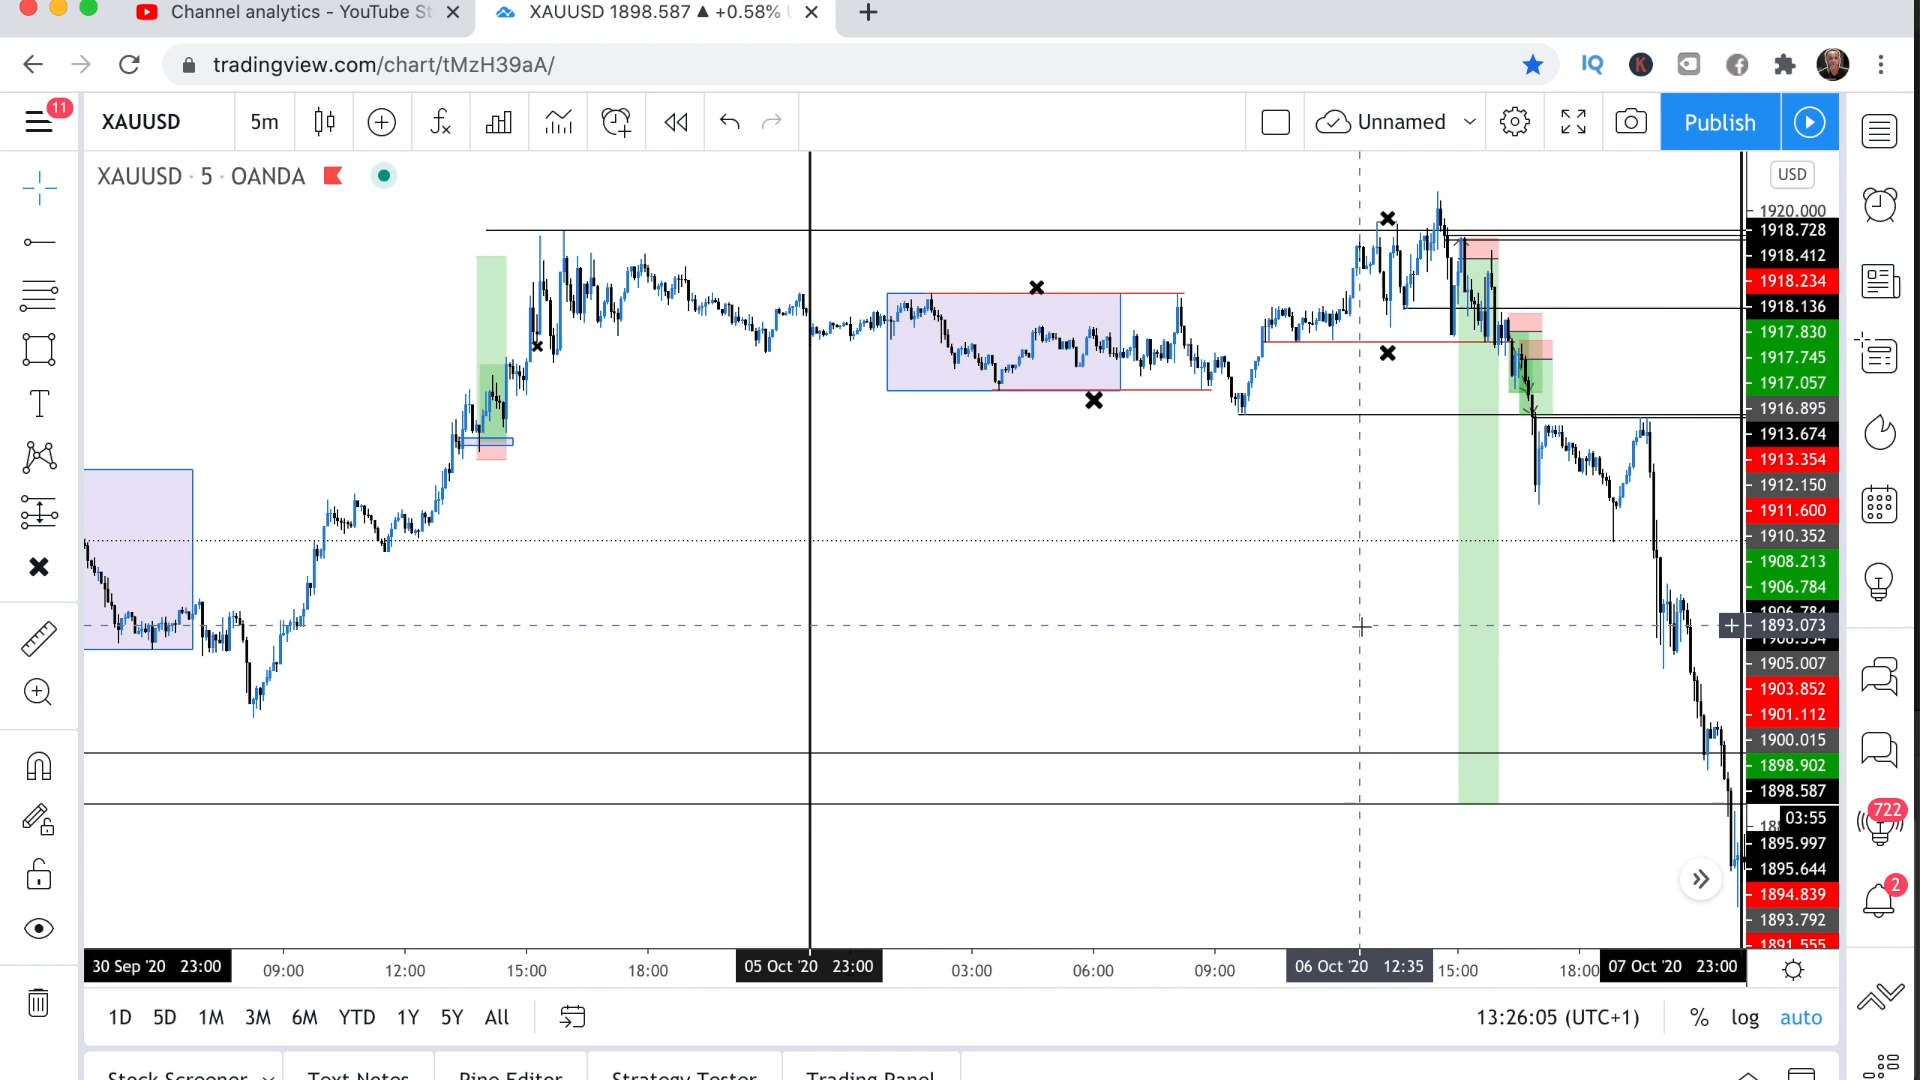 Channel analytics - YouTube St
XAUUSD 1898.587 ▲ +0.58%
tradingview.com/chart/tMzH39aA/
IQ
K
11
XAUUSD
5m
Unnamed
Publish
XAUUSD · 5 · OANDA
USD
1920.000
1918.728
1918.412
1918.234
1918.136
1917.830
1917.745
1917.057
1916.895
1913.674
1913.354
1912.150
1911.600
1910.352
1908.213
1906.784
1906.784
1893.073
1905.007
1903.852
1901.112
1900.015
1898.902
1898.587
03:55
1895.997
1895.644
1894.839
1893.792
1891.555
722
2
30 Sep '20 23:00
09:00
12:00
15:00
18:00
05 Oct '20 23:00
03:00
06:00
09:00
06 Oct '20 12:35
15:00
18:00
07 Oct '20 23:00
1D 5D 1M 3M 6M YTD 1Y 5Y All
13:26:05 (UTC+1)
% log auto
Stock Screener Text Notes Pine Editor Strategy Tester Trading Panel